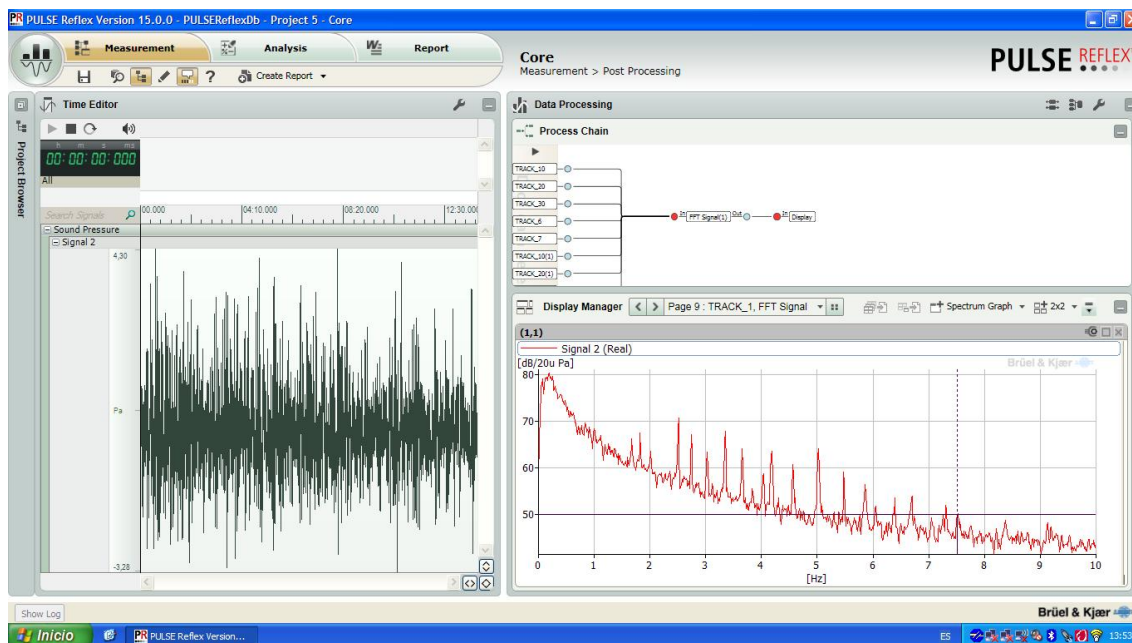 PULSE Reflex Version 15.0.0 - PULSEReflexDb - Project 5 - Core
Measurement
Analysis
Report
Create Report
Core
Measurement > Post Processing
PULSE REFLEX
Project Browser
Time Editor
h m s ms
00:00:00:000
All
Search Signals
00.000 04:10.000 08:20.000 12:30.000
Sound Pressure
Signal 2
4,30
Pa
-3,28
Data Processing
Process Chain
TRACK_10
TRACK_20
TRACK_30
TRACK_6
TRACK_7
TRACK_10(1)
TRACK_20(1)
In FFT Signal(1) Out In Display
Display Manager Page 9 : TRACK_1, FFT Signal Spectrum Graph 2x2
(1,1)
Signal 2 (Real)
[dB/20u Pa]
Brüel & Kjær
80
70
60
50
0 1 2 3 4 5 6 7 8 9 10
[Hz]
Show Log
Brüel & Kjær
Inicio
PULSE Reflex Version...
ES
13:53